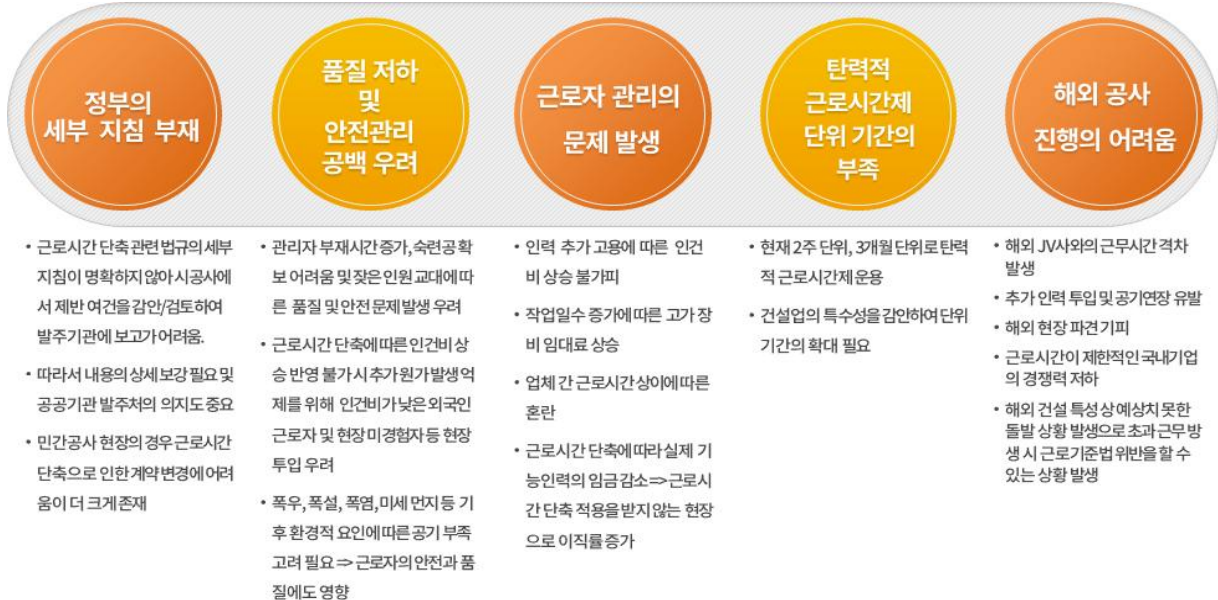 정부의
세부 지침 부재
품질 저하
및
안전관리
공백 우려
근로자 관리의
문제 발생
탄력적
근로시간제
단위 기간의
부족
해외 공사
진행의 어려움
• 근로시간 단축 관련 법규의 세부
지침이 명확하지 않아 시공사에
서 제반 여건을 감안/검토하여
발주기관에 보고가 어려움.
• 따라서 내용의 상세 보강 필요 및
공공기관 발주처의 의지도 중요
• 민간공사 현장의 경우 근로시간
단축으로 인한 계약 변경에 어려
움이 더 크게 존재
• 관리자 부재시간 증가, 숙련공 확
보 어려움 및 잦은 인원 교대에 따
른 품질 및 안전 문제 발생 우려
• 근로시간 단축에 따른 인건비 상
승 반영 불가 시 추가 원가 발생 억
제를 위해 인건비가 낮은 외국인
근로자 및 현장 미경험자 등 현장
투입 우려
• 폭우, 폭설, 폭염, 미세 먼지 등 기
후 환경적 요인에 따른 공기 부족
고려 필요 => 근로자의 안전과 품
질에도 영향
• 인력 추가 고용에 따른 인건
비 상승 불가피
• 작업일수 증가에 따른 고가 장
비 임대료 상승
• 업체 간 근로시간 상이에 따른
혼란
• 근로시간 단축에 따라 실제 기
능인력의 임금 감소 => 근로시
간 단축 적용을 받지 않는 현장
으로 이직률 증가
• 현재 2주 단위, 3개월 단위로 탄력
적 근로시간제 운용
• 건설업의 특수성을 감안하여 단위
기간의 확대 필요
• 해외 JV사와의 근무시간 격차
발생
• 추가 인력 투입 및 공기연장 유발
• 해외 현장 파견 기피
• 근로시간이 제한적인 국내기업
의 경쟁력 저하
• 해외 건설 특성 상 예상치 못한
돌발 상황 발생으로 초과 근무 방
생 시 근로기준법 위반을 할 수
있는 상황 발생